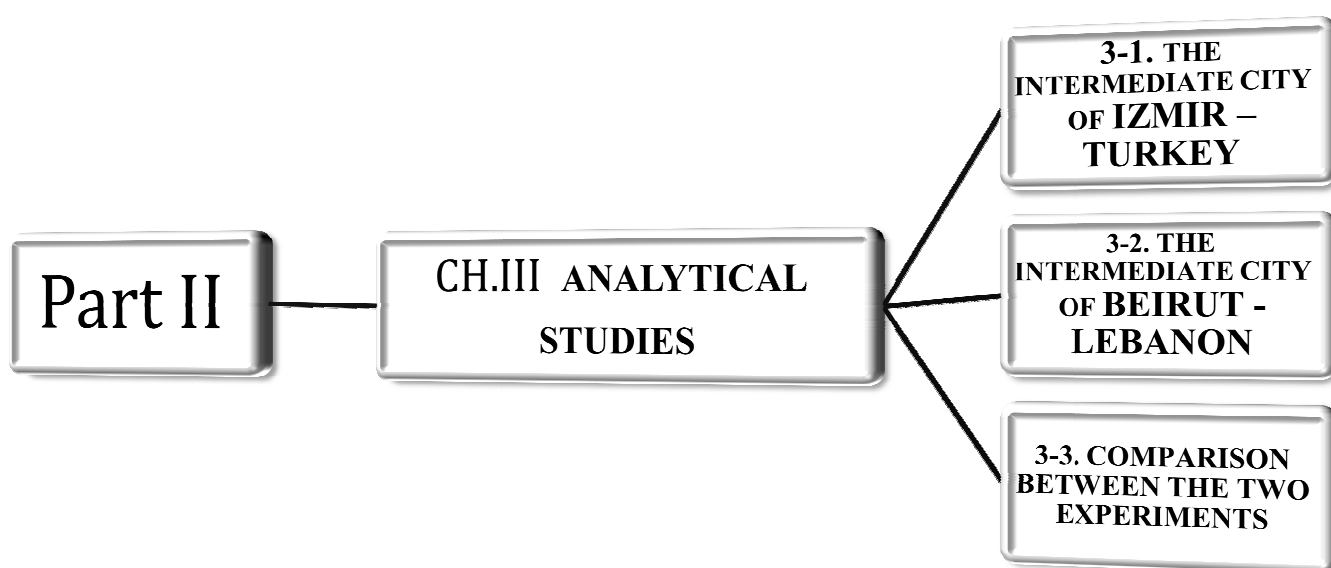 Part II
CH.III ANALYTICAL
STUDIES
3-1. THE
INTERMEDIATE CITY
OF IZMIR –
TURKEY
3-2. THE
INTERMEDIATE CITY
OF BEIRUT -
LEBANON
3-3. COMPARISON
BETWEEN THE TWO
EXPERIMENTS